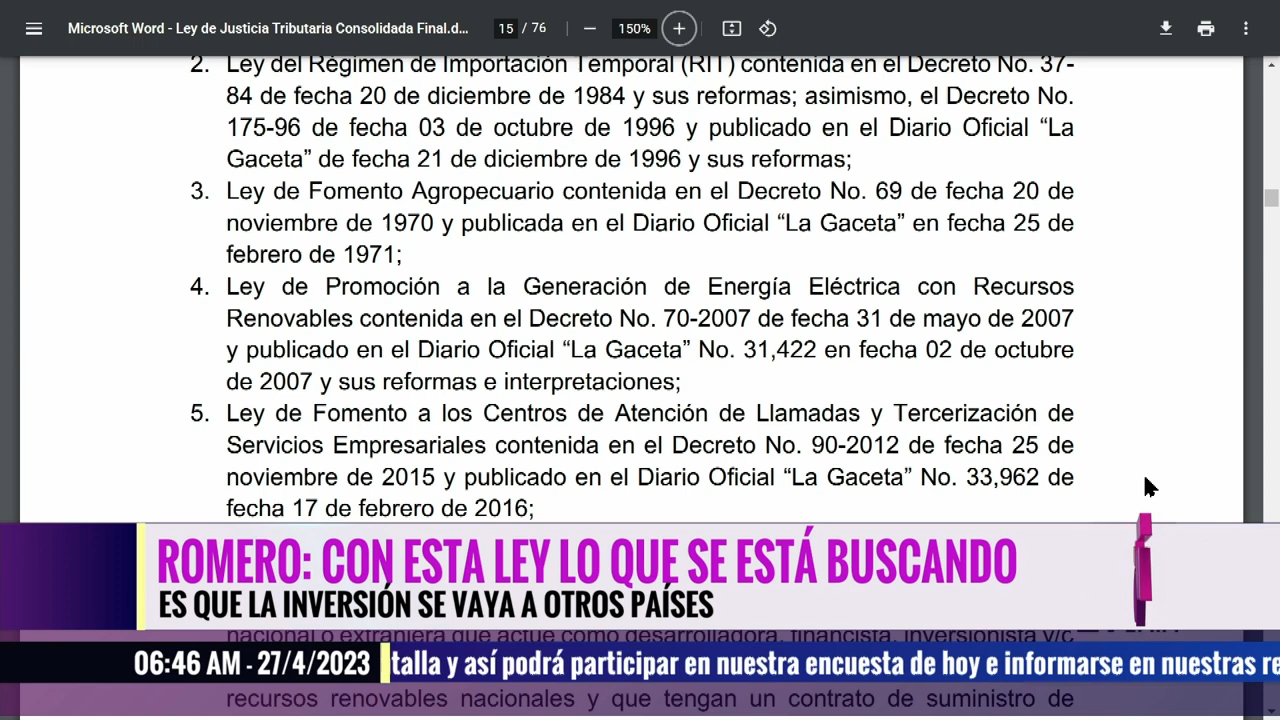 Microsoft Word - Ley de Justicia Tributaria Consolidada Final.d... 15 / 76 150%
2. Ley del Régimen de Importación Temporal (RIT) contenida en el Decreto No. 37-
84 de fecha 20 de diciembre de 1984 y sus reformas; asimismo, el Decreto No.
175-96 de fecha 03 de octubre de 1996 y publicado en el Diario Oficial “La
Gaceta” de fecha 21 de diciembre de 1996 y sus reformas;
3. Ley de Fomento Agropecuario contenida en el Decreto No. 69 de fecha 20 de
noviembre de 1970 y publicada en el Diario Oficial “La Gaceta” en fecha 25 de
febrero de 1971;
4. Ley de Promoción a la Generación de Energía Eléctrica con Recursos
Renovables contenida en el Decreto No. 70-2007 de fecha 31 de mayo de 2007
y publicado en el Diario Oficial “La Gaceta” No. 31,422 en fecha 02 de octubre
de 2007 y sus reformas e interpretaciones;
5. Ley de Fomento a los Centros de Atención de Llamadas y Tercerización de
Servicios Empresariales contenida en el Decreto No. 90-2012 de fecha 25 de
noviembre de 2015 y publicado en el Diario Oficial “La Gaceta” No. 33,962 de
fecha 17 de febrero de 2016;
ROMERO: CON ESTA LEY LO QUE SE ESTÁ BUSCANDO
ES QUE LA INVERSIÓN SE VAYA A OTROS PAÍSES
nacional o extranjera que actúe como desarrolladora, financista, inversionista y/o
06:46 AM - 27/4/2023 talla y así podrá participar en nuestra encuesta de hoy e informarse en nuestras re
recursos renovables nacionales y que tengan un contrato de suministro de